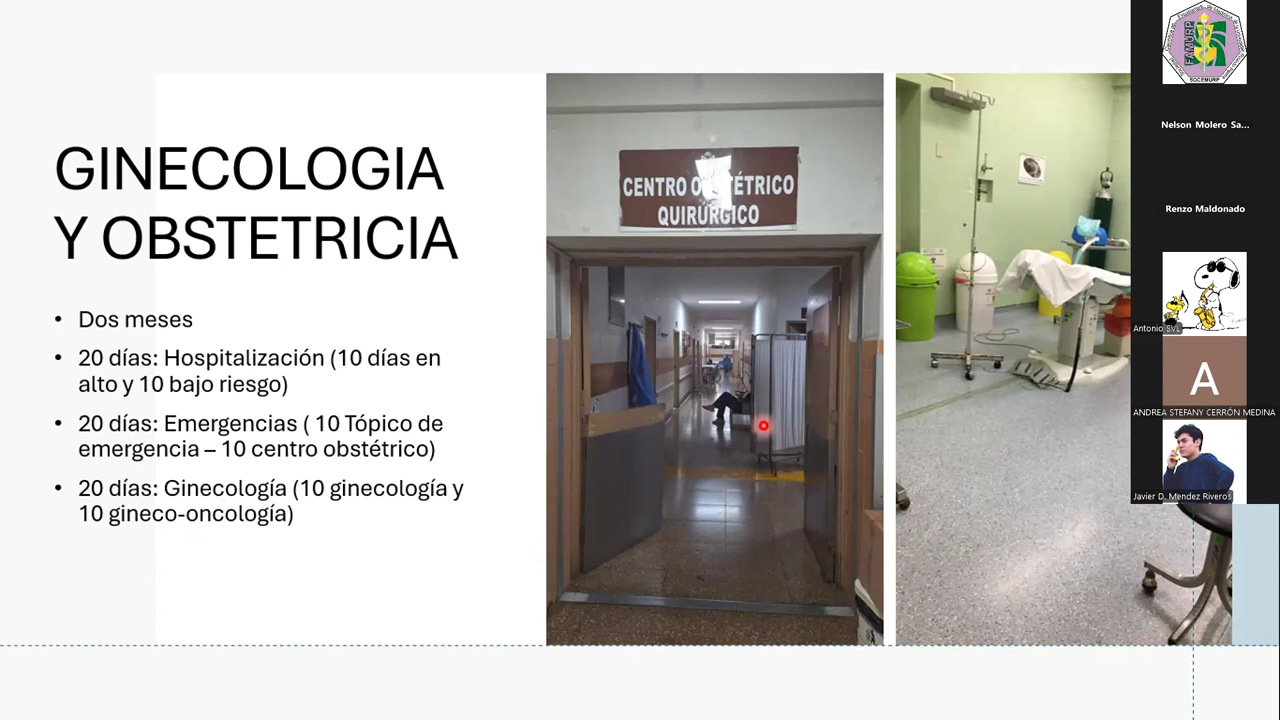 GINECOLOGIA
Y OBSTETRICIA
• Dos meses
• 20 días: Hospitalización (10 días en
alto y 10 bajo riesgo)
• 20 días: Emergencias ( 10 Tópico de
emergencia – 10 centro obstétrico)
• 20 días: Ginecología (10 ginecología y
10 gineco-oncología)
CENTRO
QUIRÚRGICO
FAMURP
SOCEMURP
Nelson Molero Sa...
Renzo Maldonado
Antonio SVL
A
ANDREA STEFANY CERRÓN MEDINA
Javier D. Mendez Riveros